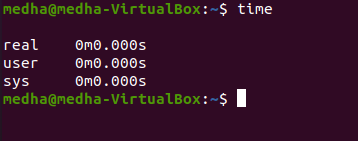 medha@medha-VirtualBox:~$ time
real 0m0.000s
user 0m0.000s
sys 0m0.000s
medha@medha-VirtualBox:~$